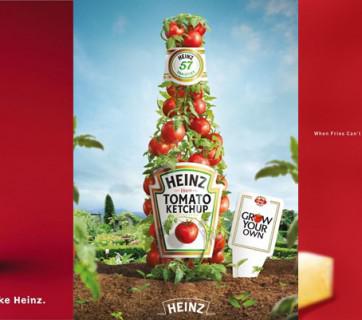 ke Heinz.
HEINZ
57
HEINZ
TOMATO
KETCHUP
GROW
YOUR
OWN
HEINZ
When Fries Can't